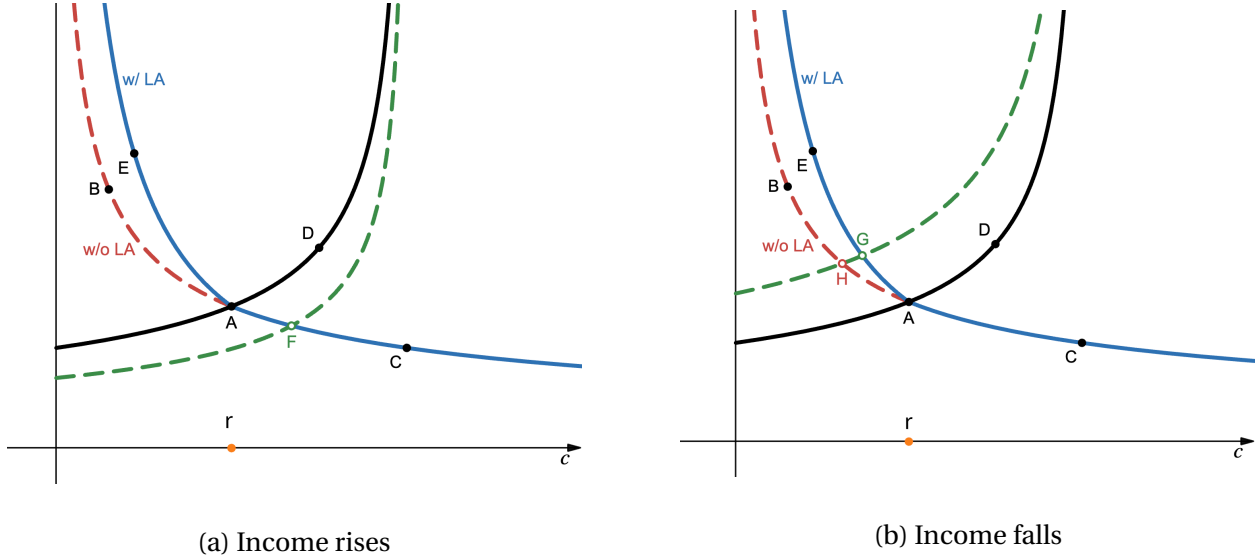 w/ LA
E
B
w/o LA
D
A
F
C
r
c
(a) Income rises
w/ LA
E
B
w/o LA
G
D
H
A
C
r
c
(b) Income falls